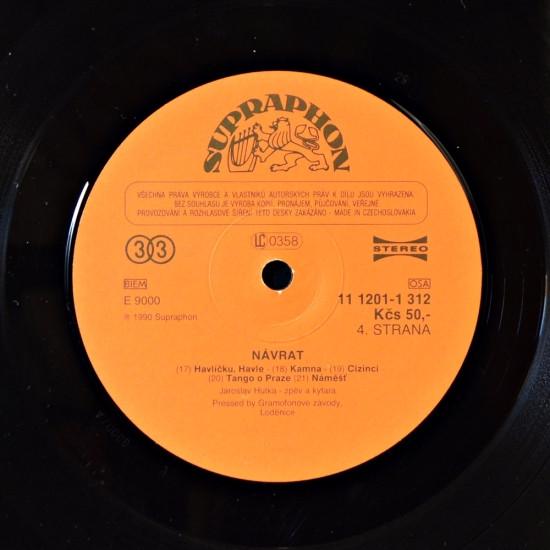 SUPRAPHON
VŠECHNA PRÁVA VÝROBCE A VLASTNÍKŮ AUTORSKÝCH PRÁV K DÍLU JSOU VYHRAZENA.
BEZ SOUHLASU JE VÝROBA KOPIÍ, PRONÁJEM, PŮJČOVÁNÍ, VEŘEJNÉ
PROVOZOVÁNÍ A ROZHLASOVÉ ŠÍŘENÍ TÉTO DESKY ZAKÁZÁNO - MADE IN CZECHOSLOVAKIA
33 LC 0358 STEREO
BIEM OSA
E 9000 11 1201-1 312
℗ 1990 Supraphon Kčs 50,-
4. STRANA
NÁVRAT
(17) Havlíčku, Havle - (18) Kamna - (19) Cizinci
(20) Tango o Praze (21) Náměšť
Jaroslav Hutka - zpěv a kytara
Pressed by Gramofonové závody,
Loděnice